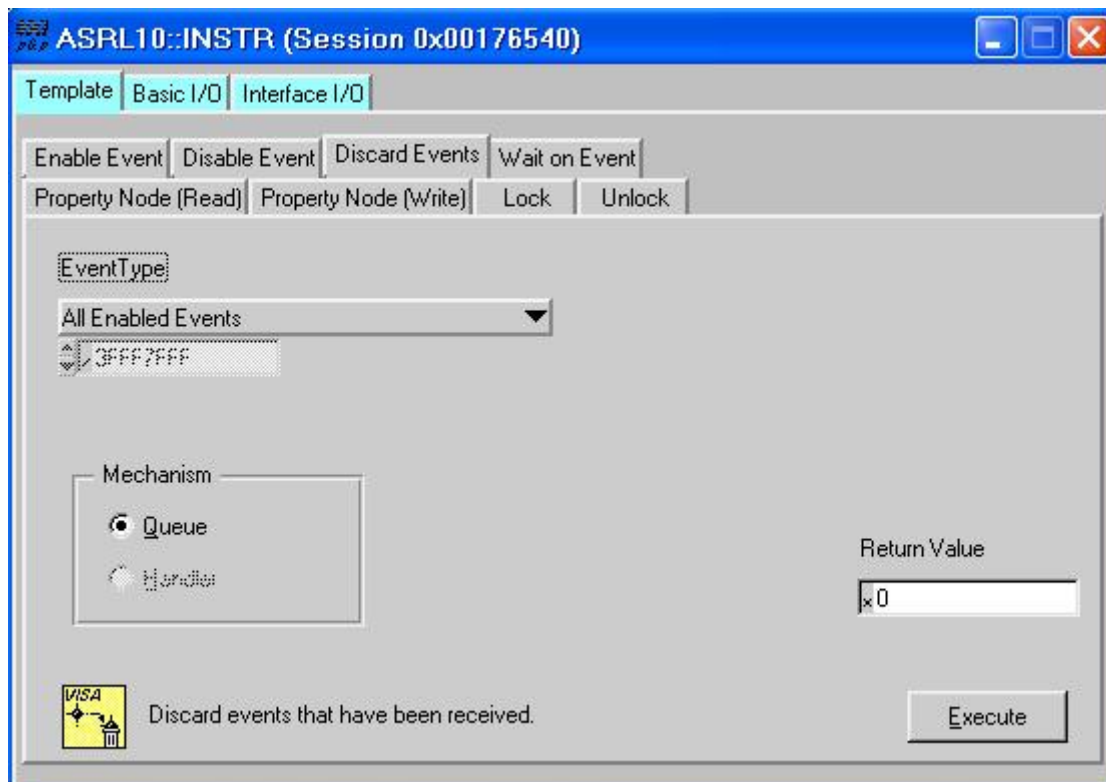 ASRL10::INSTR (Session 0x00176540)
Template Basic I/O Interface I/O
Enable Event Disable Event Discard Events Wait on Event
Property Node (Read) Property Node (Write) Lock Unlock
EventType
All Enabled Events
3FFF7FFF
Mechanism
Queue
Handler
Return Value
x0
VISA
Discard events that have been received.
Execute